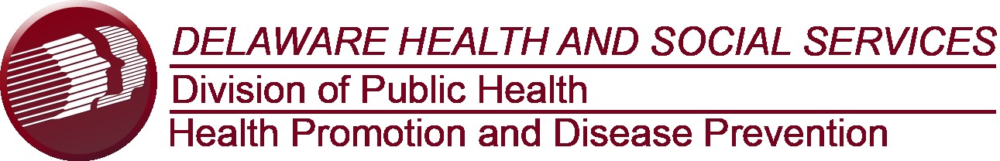 DELAWARE HEALTH AND SOCIAL SERVICES
Division of Public Health
Health Promotion and Disease Prevention